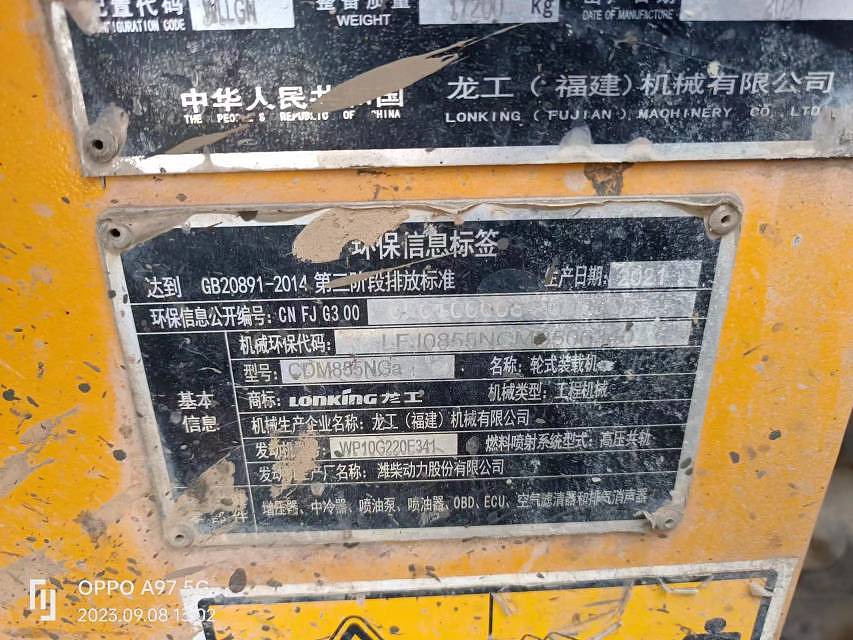 配置代码 整备质量 17200 kg 生产日期 2021
CONFIGURATION CODE WEIGHT DATE OF MANUFACTURE
中华人民共和国 龙工（福建）机械有限公司
THE PEOPLE'S REPUBLIC OF CHINA LONKING (FUJIAN) MACHINERY CO., LTD
环保信息标签
达到 GB20891-2014 第三阶段排放标准 生产日期: 2021
环保信息公开编号: CN FJ G3 00
机械环保代码:
型号: CDM855NGa 名称: 轮式装载机
基本信息
商标: LONKING 龙工 机械类型: 工程机械
机械生产企业名称: 龙工（福建）机械有限公司
发动机 WP10G220E341 燃料喷射系统型式: 高压共轨
发动 生产厂名称: 潍柴动力股份有限公司
件 增压器、中冷器、喷油泵、喷油器、OBD、ECU、空气滤清器和排气消声器
OPPO A97 5G
2023.09.08 13:02